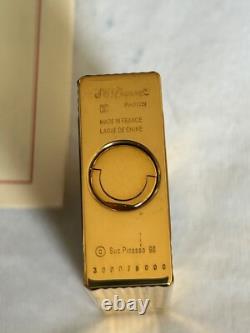 S.T. Dupont
PARIS
MADE IN FRANCE
LAQUE DE CHINE
© Suc Picasso 98